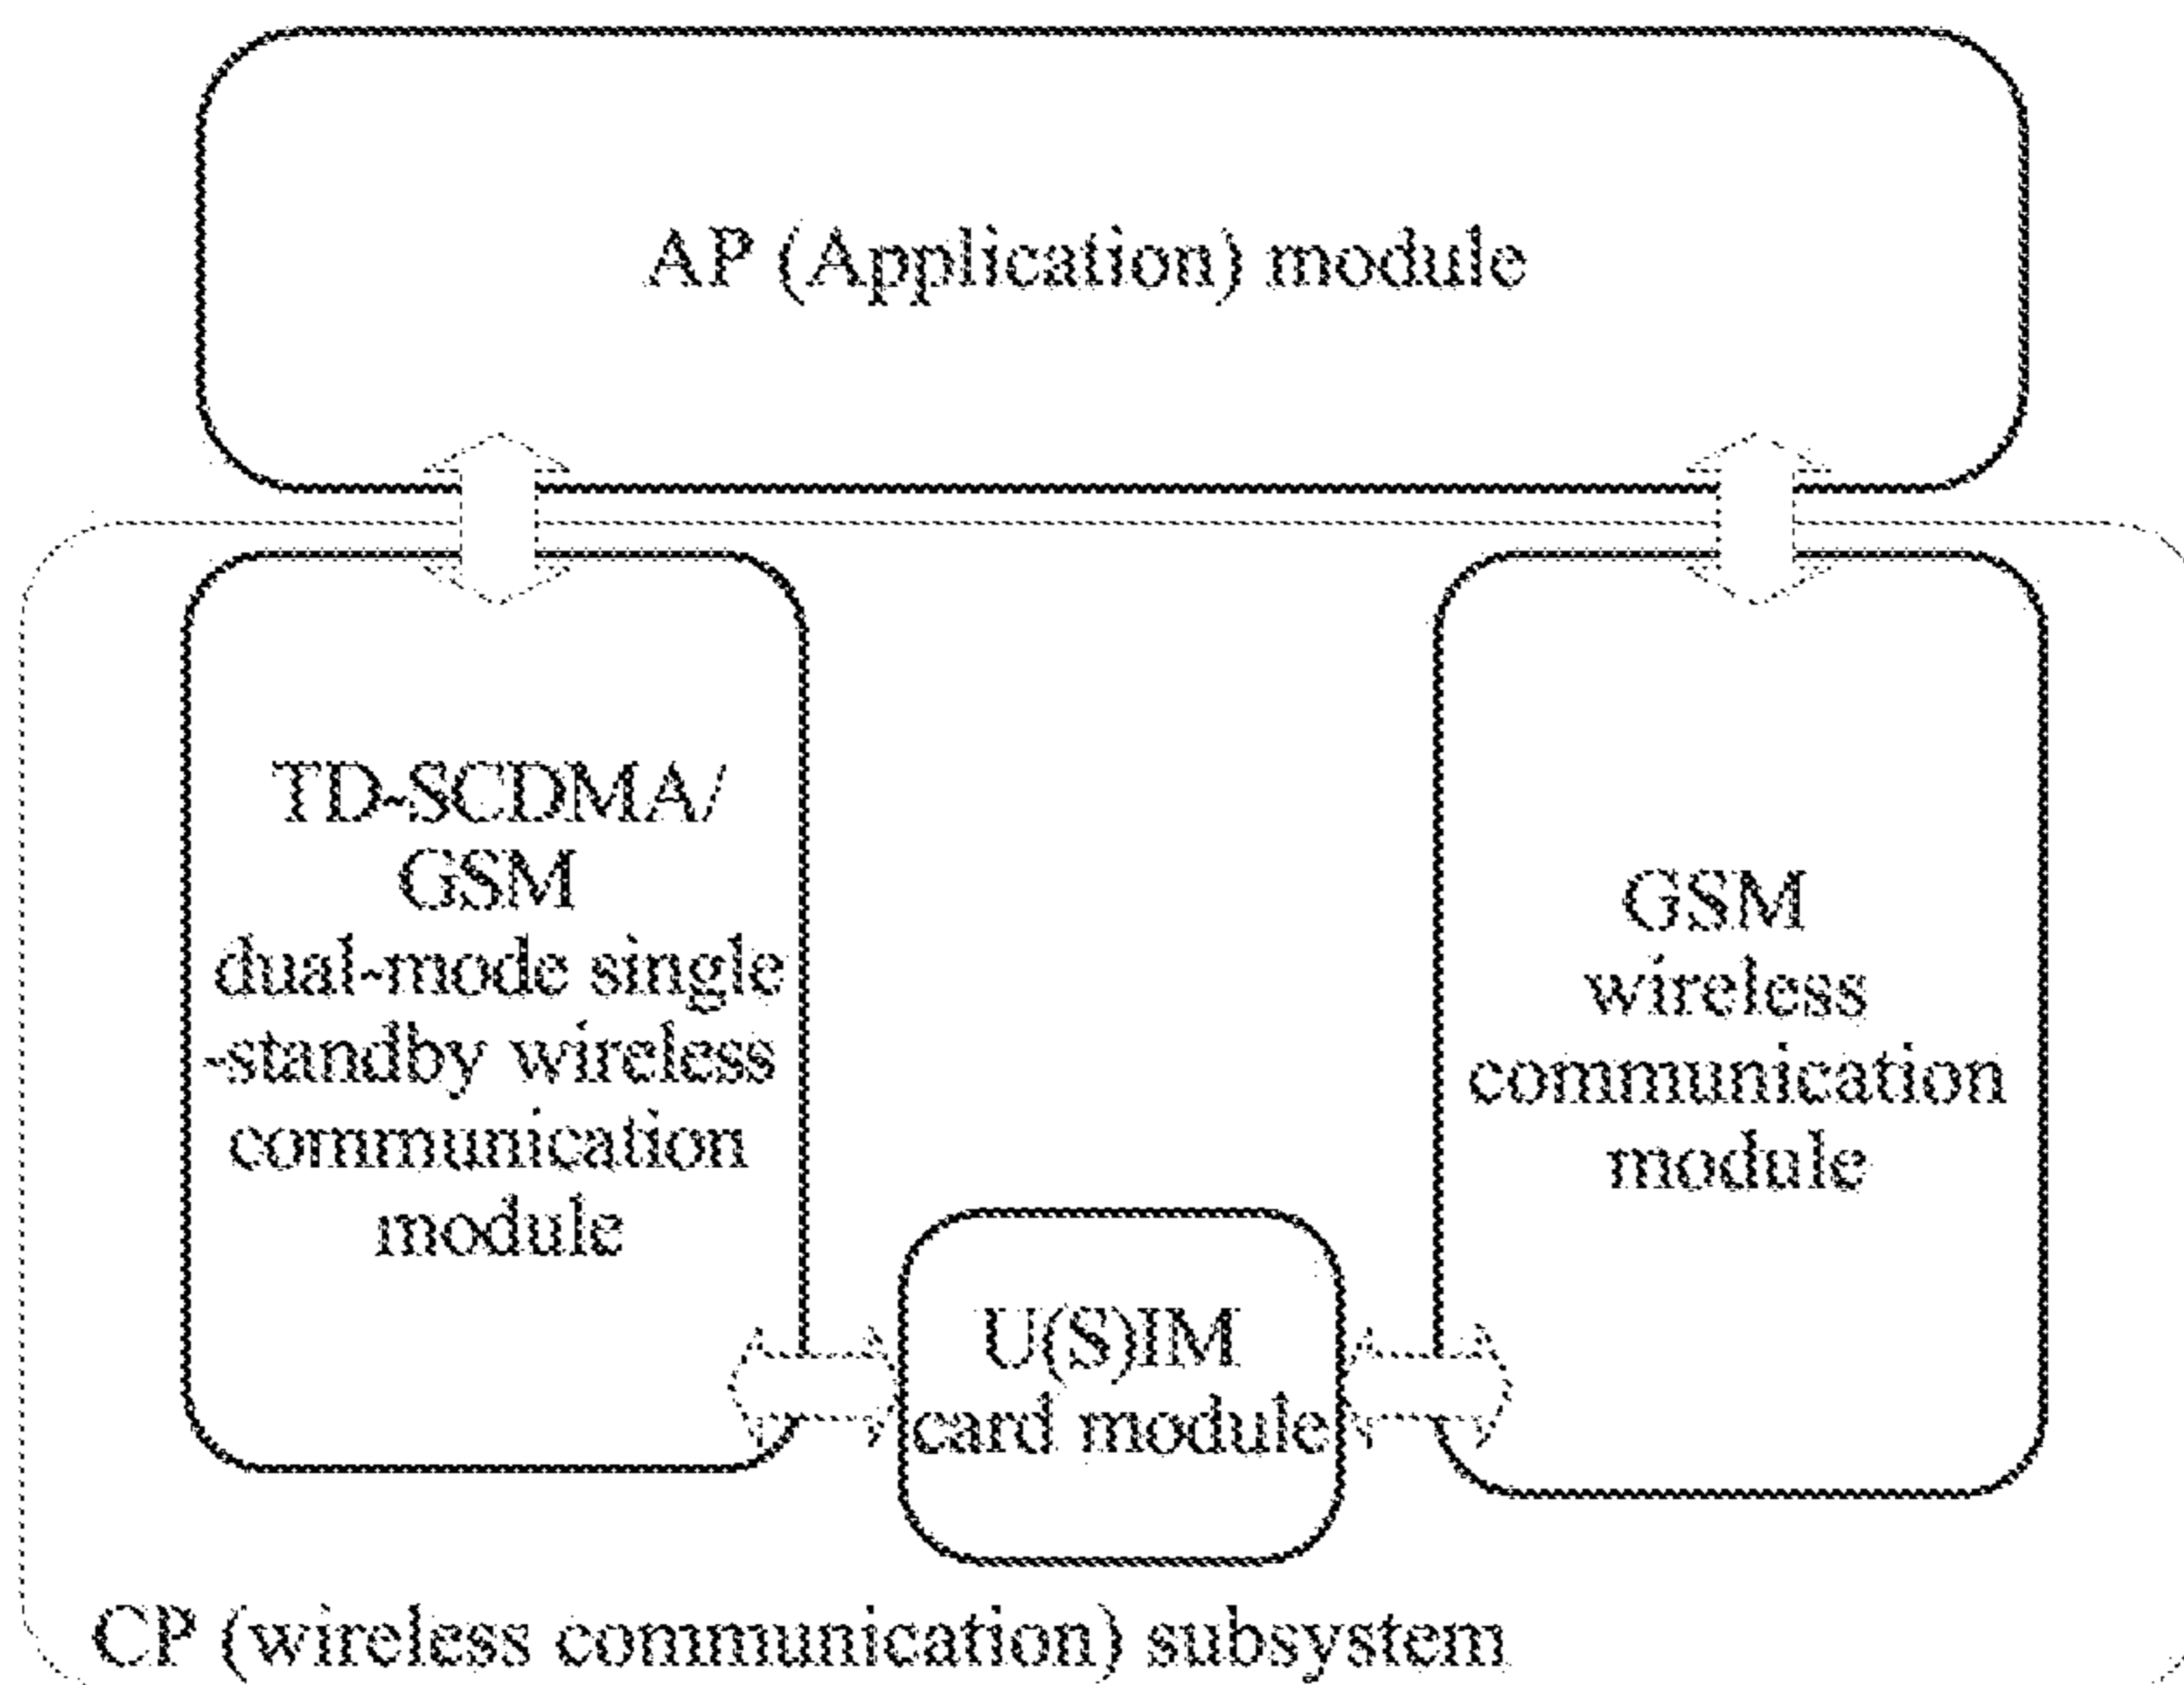 AP (Application) module
TD-SCDMA/
GSM
dual-mode single
-standby wireless
communication
module
GSM
wireless
communication
module
U(S)IM
card module
CP (wireless communication) subsystem